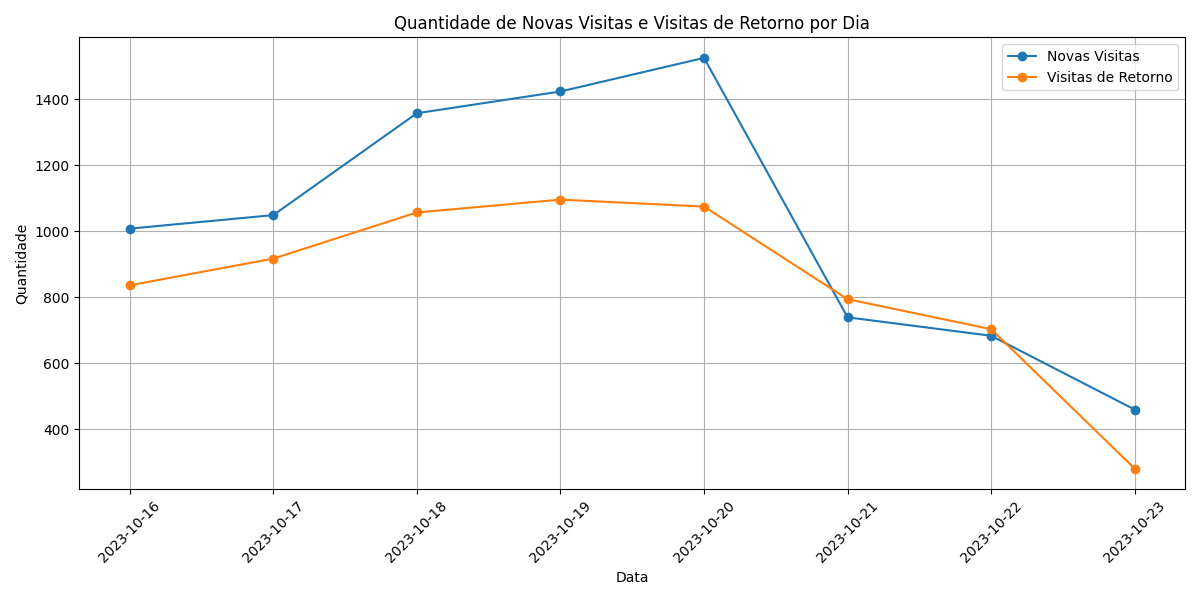 Quantidade de Novas Visitas e Visitas de Retorno por Dia
Novas Visitas
Visitas de Retorno
Quantidade
1400
1200
1000
800
600
400
2023-10-16
2023-10-17
2023-10-18
2023-10-19
2023-10-20
2023-10-21
2023-10-22
2023-10-23
Data